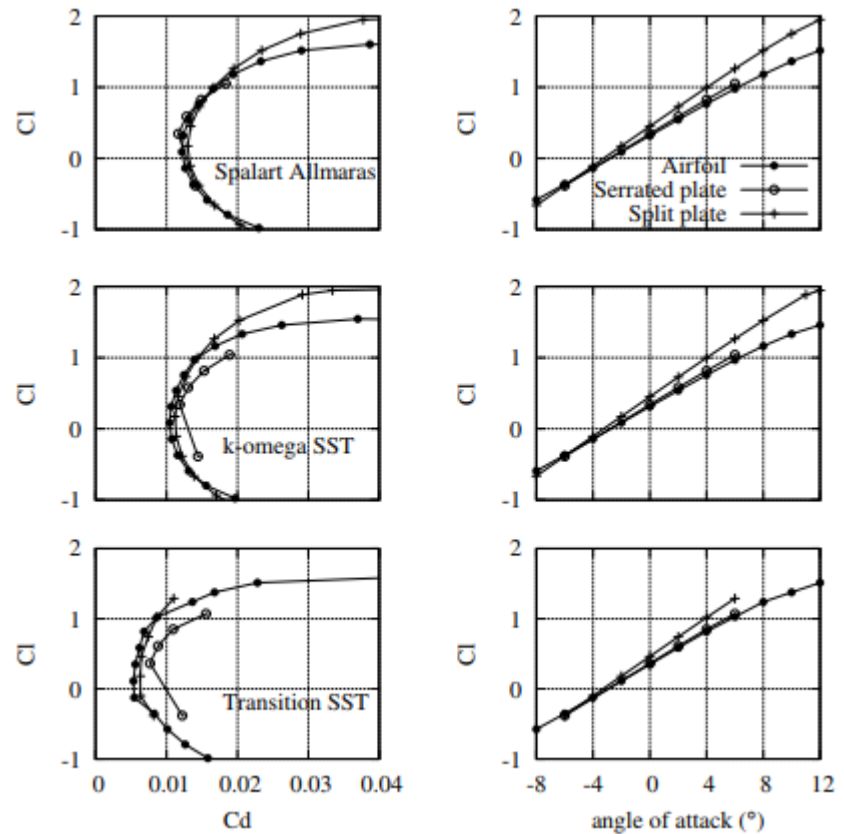 2
1
0
-1
Cl
Spalart Allmaras
2
1
0
-1
Cl
Airfoil
Serrated plate
Split plate
2
1
0
-1
Cl
k-omega SST
2
1
0
-1
Cl
2
1
0
-1
Cl
Transition SST
0
0.01
0.02
0.03
0.04
Cd
2
1
0
-1
Cl
-8
-4
0
4
8
12
angle of attack (°)